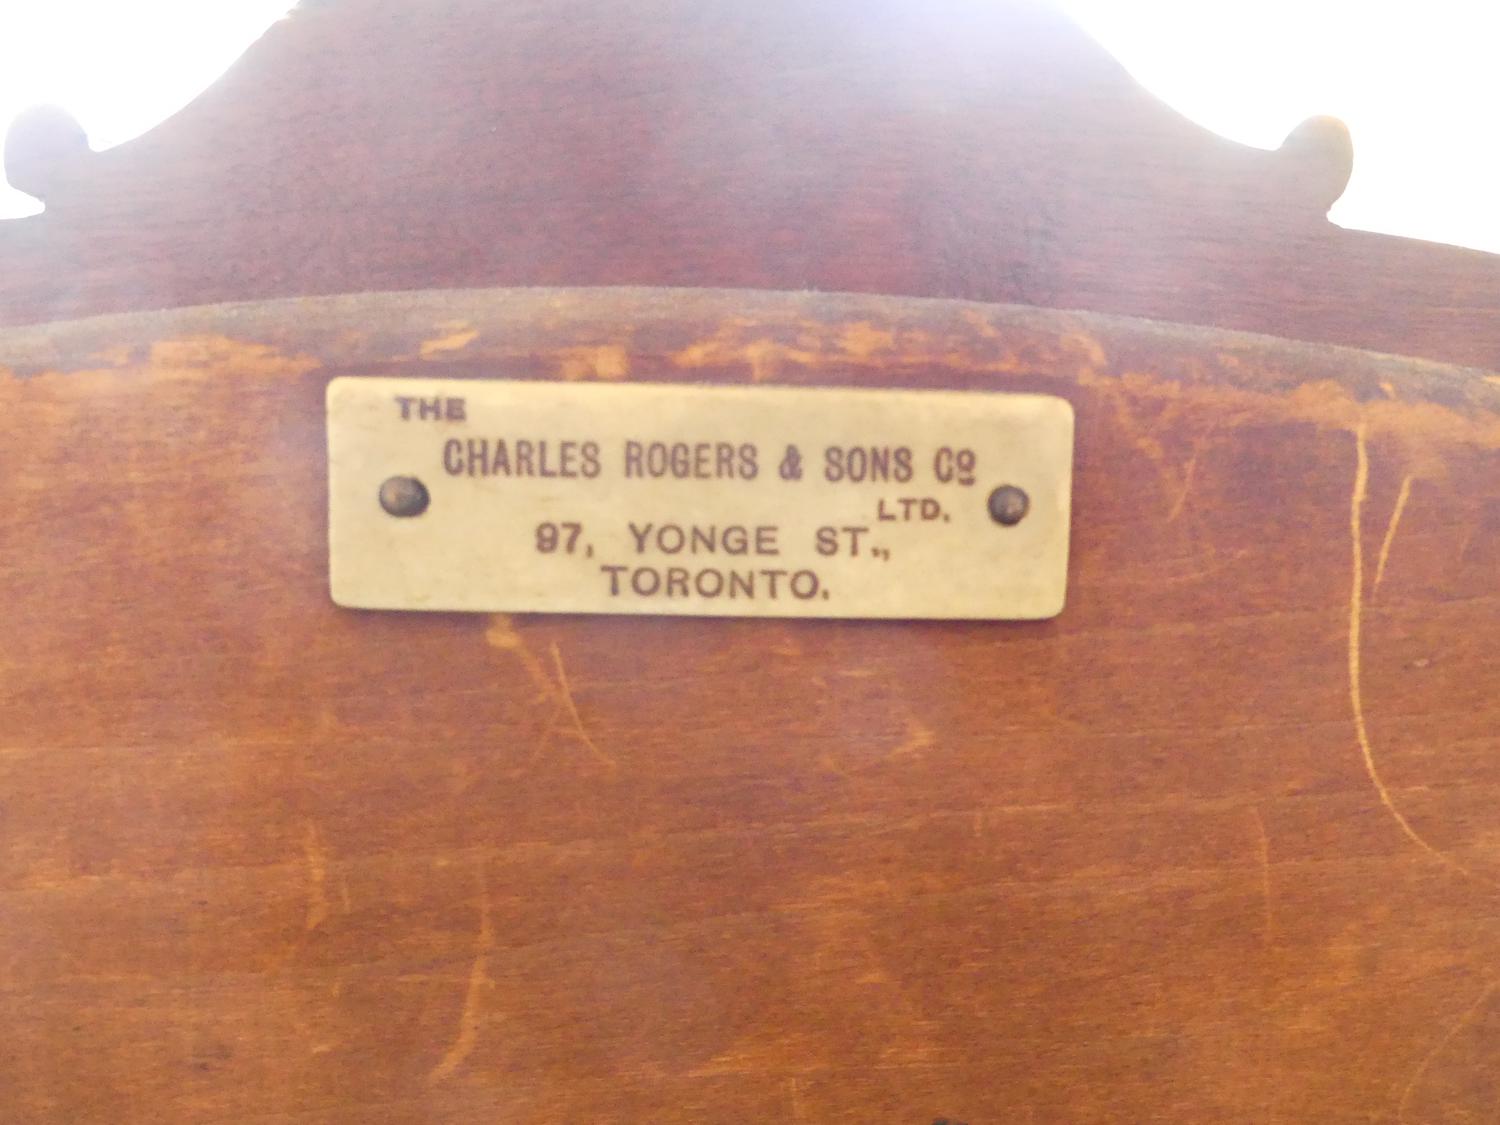 THE
CHARLES ROGERS & SONS Cº
LTD.
97, YONGE ST.,
TORONTO.